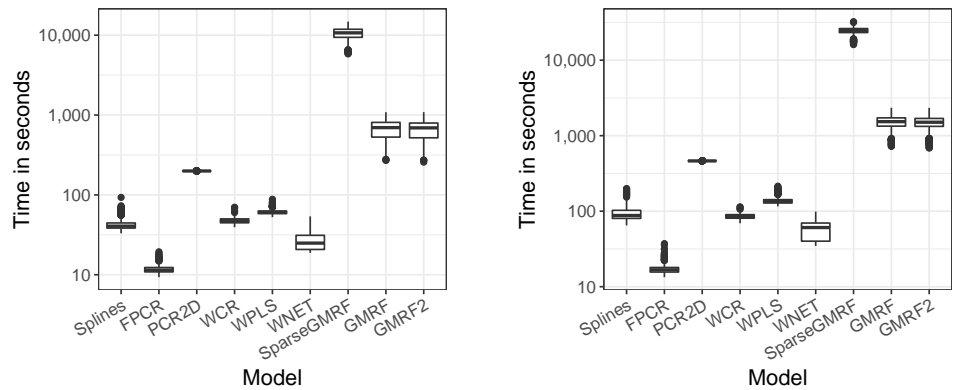 Time in seconds
10,000
1,000
100
10
Splines
FPCR
PCR2D
WCR
WPLS
WNET
SparseGMRF
GMRF
GMRF2
Model
Time in seconds
10,000
1,000
100
10
Splines
FPCR
PCR2D
WCR
WPLS
WNET
SparseGMRF
GMRF
GMRF2
Model